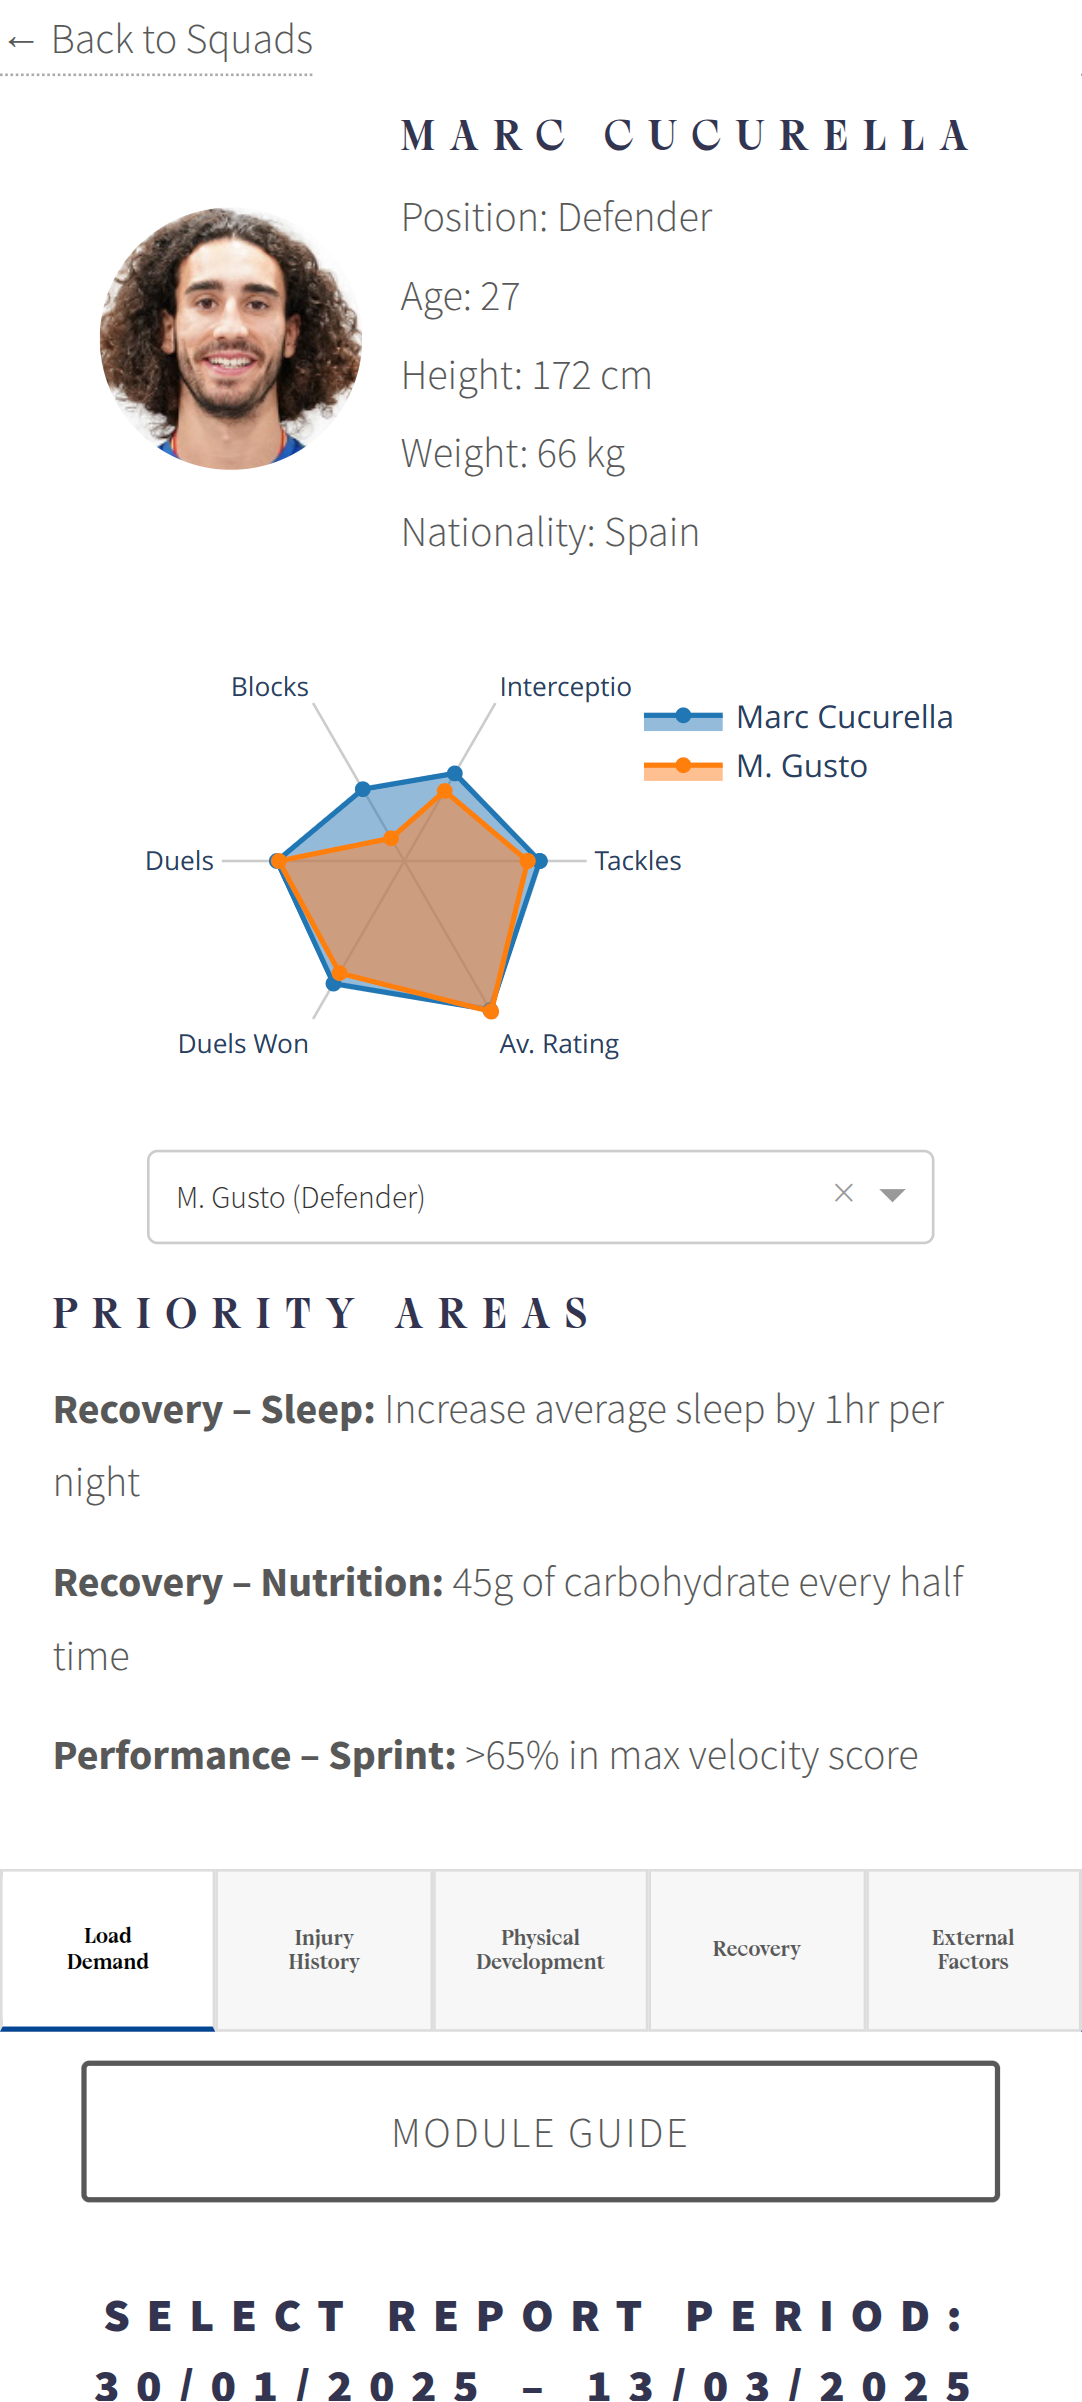 ← Back to Squads
MARC CUCURELLA
Position: Defender
Age: 27
Height: 172 cm
Weight: 66 kg
Nationality: Spain
Blocks
Interceptio
Marc Cucurella
M. Gusto
Duels
Tackles
Duels Won
Av. Rating
M. Gusto (Defender)
×
PRIORITY AREAS
Recovery – Sleep: Increase average sleep by 1hr per
night
Recovery – Nutrition: 45g of carbohydrate every half
time
Performance – Sprint: >65% in max velocity score
Load
Demand
Injury
History
Physical
Development
Recovery
External
Factors
MODULE GUIDE
SELECT REPORT PERIOD:
30/01/2025 – 13/03/2025